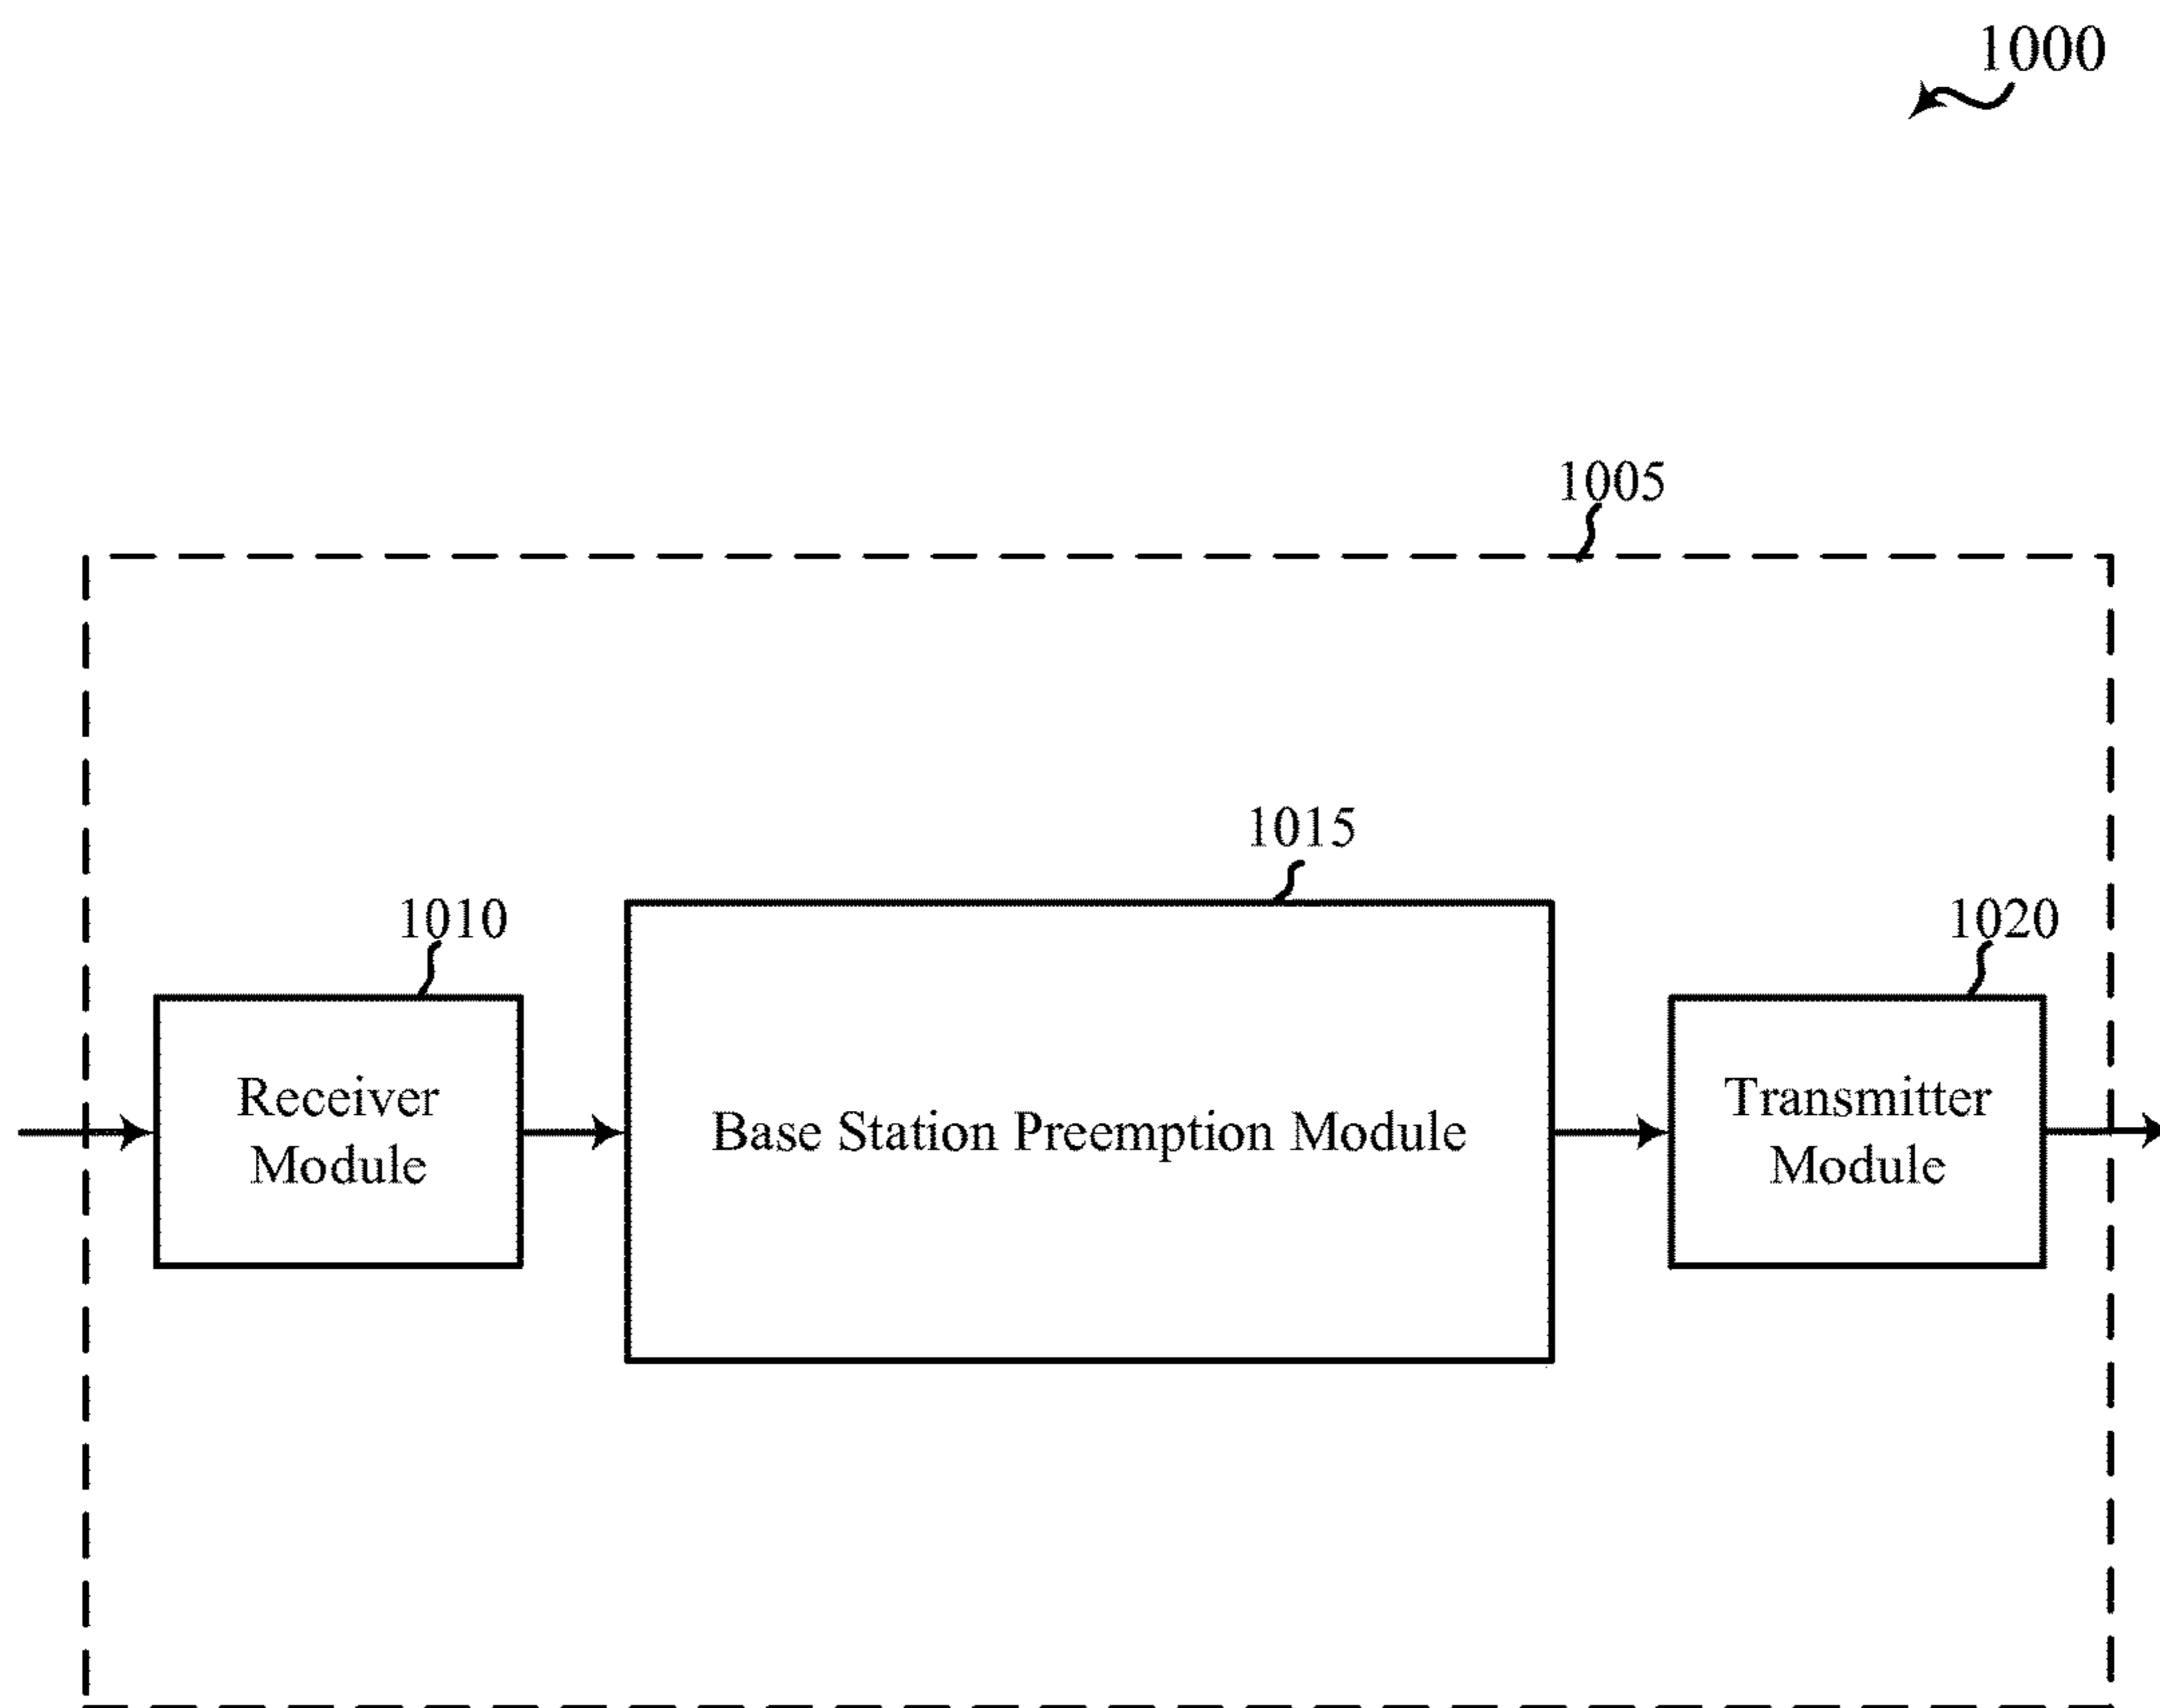 1000
1005
1015
1010
1020
Receiver
Module
Base Station Preemption Module
Transmitter
Module